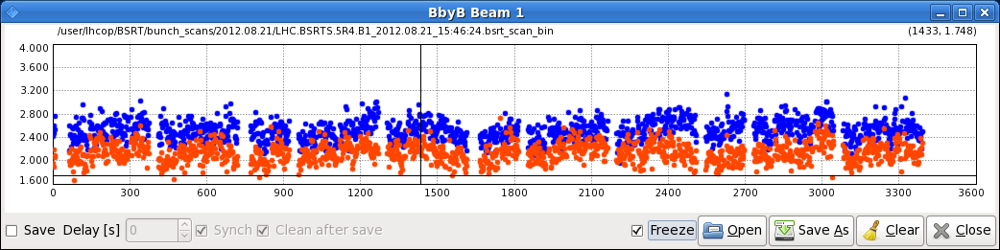 BbyB Beam 1
/user/lhcop/BSRT/bunch_scans/2012.08.21/LHC.BSRTS.5R4.B1_2012.08.21_15:46:24.bsrt_scan_bin (1433, 1.748)
4.000
3.600
3.200
2.800
2.400
2.000
1.600
0 300 600 900 1200 1500 1800 2100 2400 2700 3000 3300 3600
Save Delay [s] 0 Synch Clean after save Freeze Open Save As Clear Close